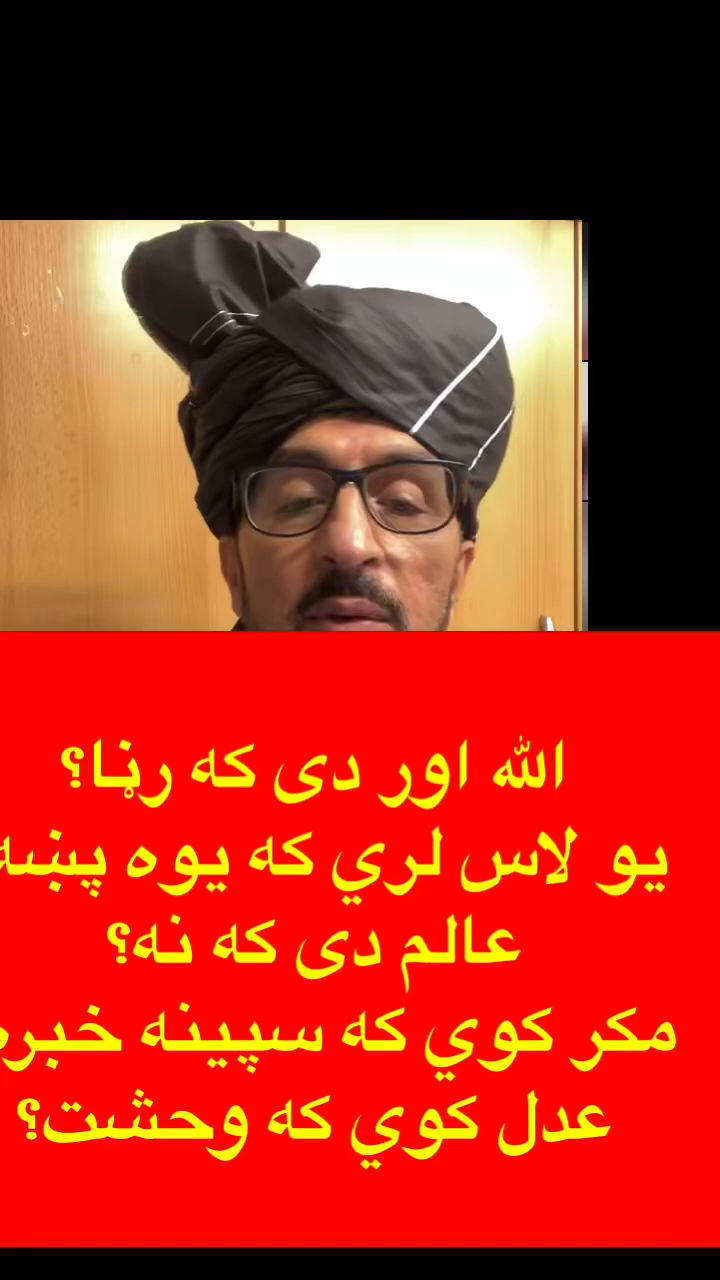 الله اور دی که رڼا؟
یو لاس لري که یوه پښه
عالم دی که نه؟
مکر کوي که سپینه خبره
عدل کوي که وحشت؟